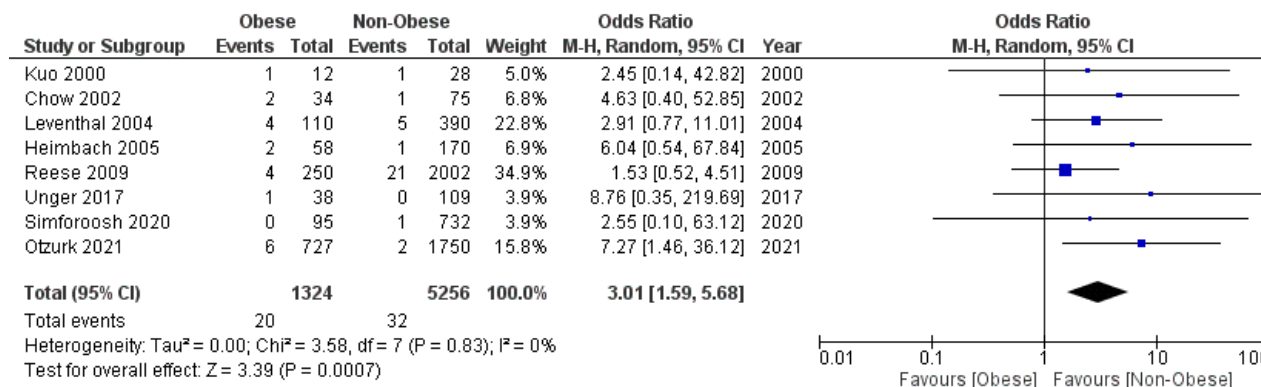 Obese Non-Obese Odds Ratio Odds Ratio
Study or Subgroup Events Total Events Total Weight M-H, Random, 95% CI Year M-H, Random, 95% CI
Kuo 2000 1 12 1 28 5.0% 2.45 [0.14, 42.82] 2000
Chow 2002 2 34 1 75 6.8% 4.63 [0.40, 52.85] 2002
Leventhal 2004 4 110 5 390 22.8% 2.91 [0.77, 11.01] 2004
Heimbach 2005 2 58 1 170 6.9% 6.04 [0.54, 67.84] 2005
Reese 2009 4 250 21 2002 34.9% 1.53 [0.52, 4.51] 2009
Unger 2017 1 38 0 109 3.9% 8.76 [0.35, 219.69] 2017
Simforoosh 2020 0 95 1 732 3.9% 2.55 [0.10, 63.12] 2020
Otzurk 2021 6 727 2 1750 15.8% 7.27 [1.46, 36.12] 2021
Total (95% CI) 1324 5256 100.0% 3.01 [1.59, 5.68]
Total events 20 32
Heterogeneity: Tau² = 0.00; Chi² = 3.58, df = 7 (P = 0.83); I² = 0%
Test for overall effect: Z = 3.39 (P = 0.0007)
0.01 0.1 1 10
Favours [Obese] Favours [Non-Obese]